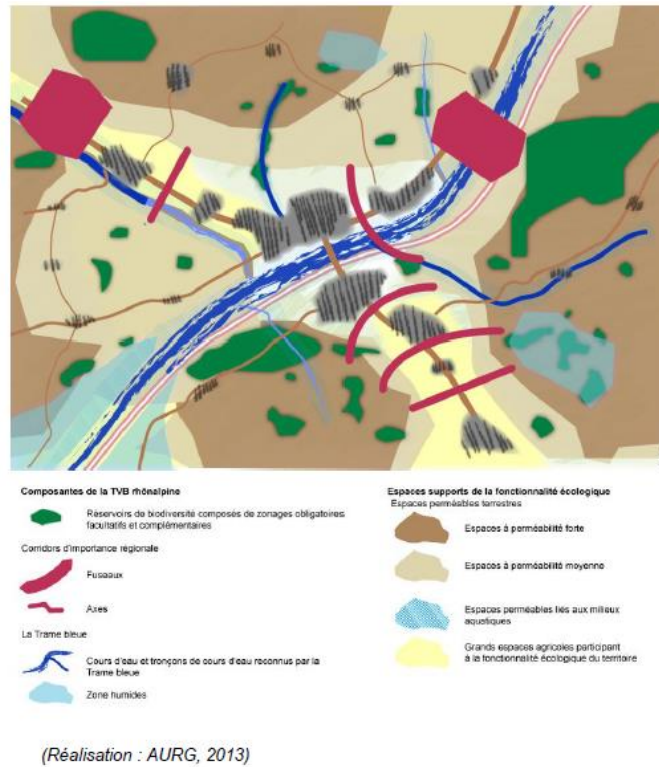 Composantes de la TVB rhônalpine
Réservoirs de biodiversité composés de zonages obligatoires
facultatifs et complémentaires
Corridors d'importance régionale
Fuseaux
Axes
La Trame bleue
Cours d'eau et tronçons de cours d'eau reconnus par la
Trame bleue
Zone humides
Espaces supports de la fonctionnalité écologique
Espaces perméables terrestres
Espaces à perméabilité forte
Espaces à perméabilité moyenne
Espaces perméables liés aux milieux
aquatiques
Grands espaces agricoles participant
à la fonctionnalité écologique du territoire
(Réalisation : AURG, 2013)